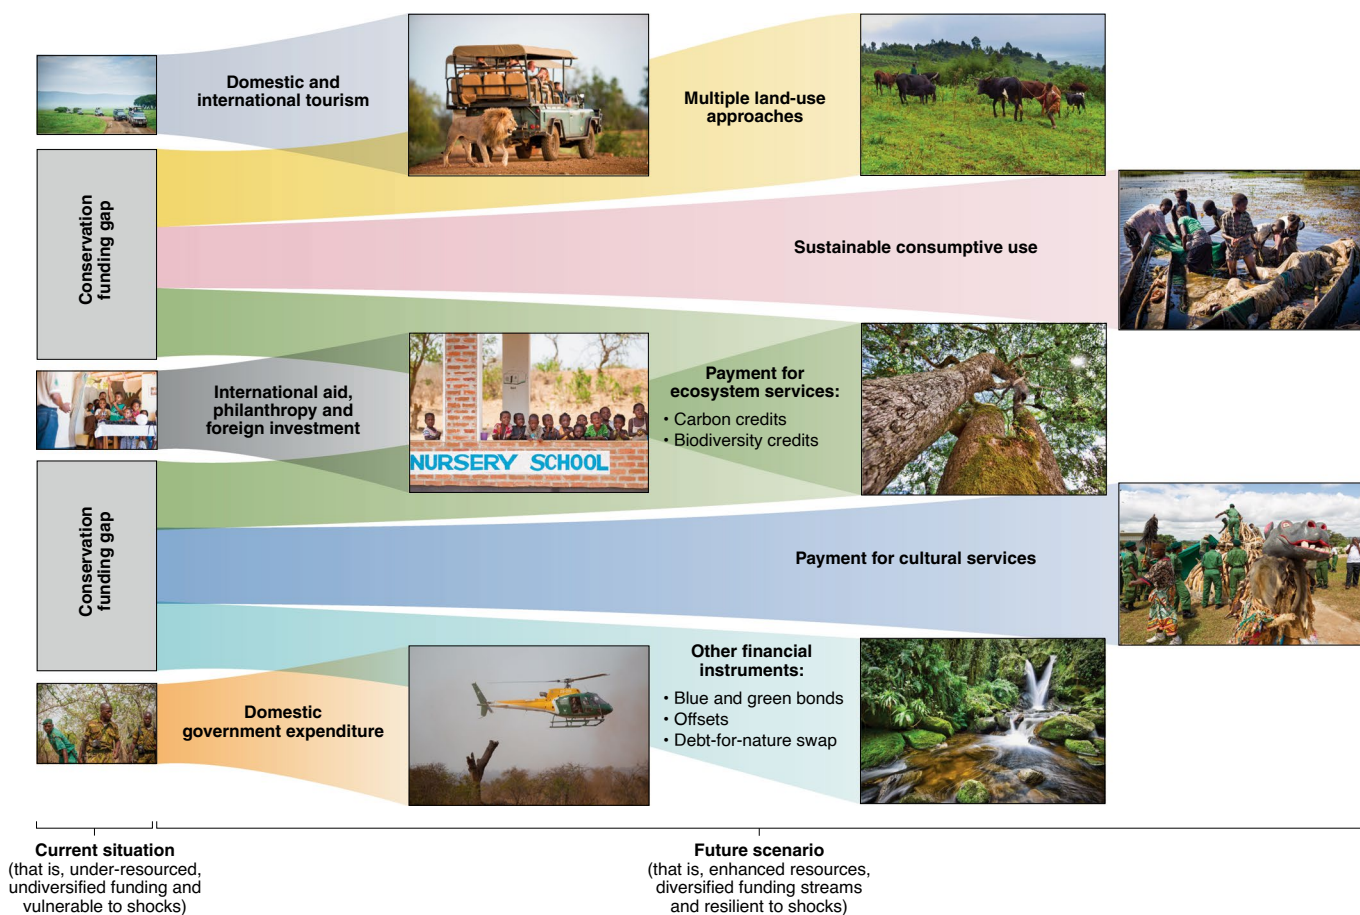 Domestic and
international tourism
Multiple land-use
approaches
Conservation
funding gap
Sustainable consumptive use
International aid,
philanthropy and
foreign investment
NURSERY SCHOOL
Payment for
ecosystem services:
• Carbon credits
• Biodiversity credits
Conservation
funding gap
Payment for cultural services
Domestic
government expenditure
Other financial
instruments:
• Blue and green bonds
• Offsets
• Debt-for-nature swap
Current situation
(that is, under-resourced,
undiversified funding and
vulnerable to shocks)
Future scenario
(that is, enhanced resources,
diversified funding streams
and resilient to shocks)